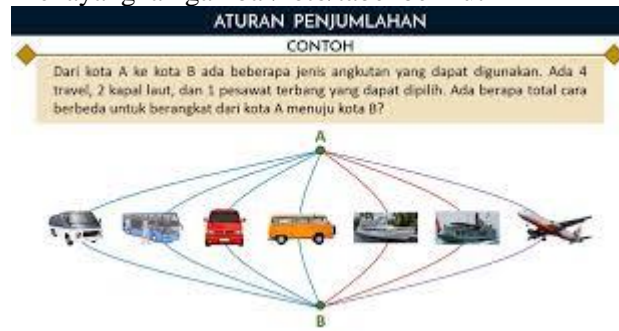 ATURAN PENJUMLAHAN
CONTOH
Dari kota A ke kota B ada beberapa jenis angkutan yang dapat digunakan. Ada 4
travel, 2 kapal laut, dan 1 pesawat terbang yang dapat dipilih. Ada berapa total cara
berbeda untuk berangkat dari kota A menuju kota B?
A
B